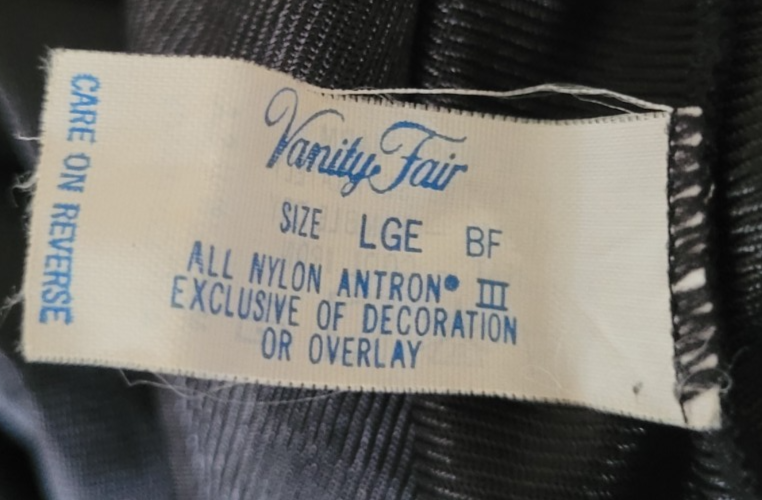 Vanity Fair
SIZE LGE BF
ALL NYLON ANTRON® III
EXCLUSIVE OF DECORATION
OR OVERLAY
CARE ON REVERSE